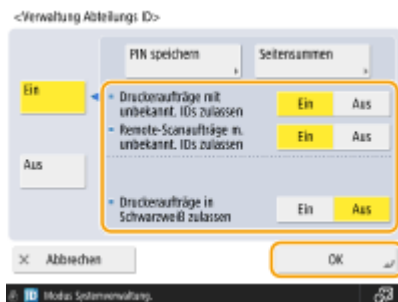 <Verwaltung Abteilungs ID>
PIN speichern
Seitensummen
Ein
Druckeraufträge mit
unbekannt. IDs zulassen
Ein
Aus
Remote-Scanaufträge m.
unbekannt. IDs zulassen
Ein
Aus
Aus
Druckeraufträge in
Schwarzweiß zulassen
Ein
Aus
× Abbrechen
OK
ID Modus Systemverwaltung.